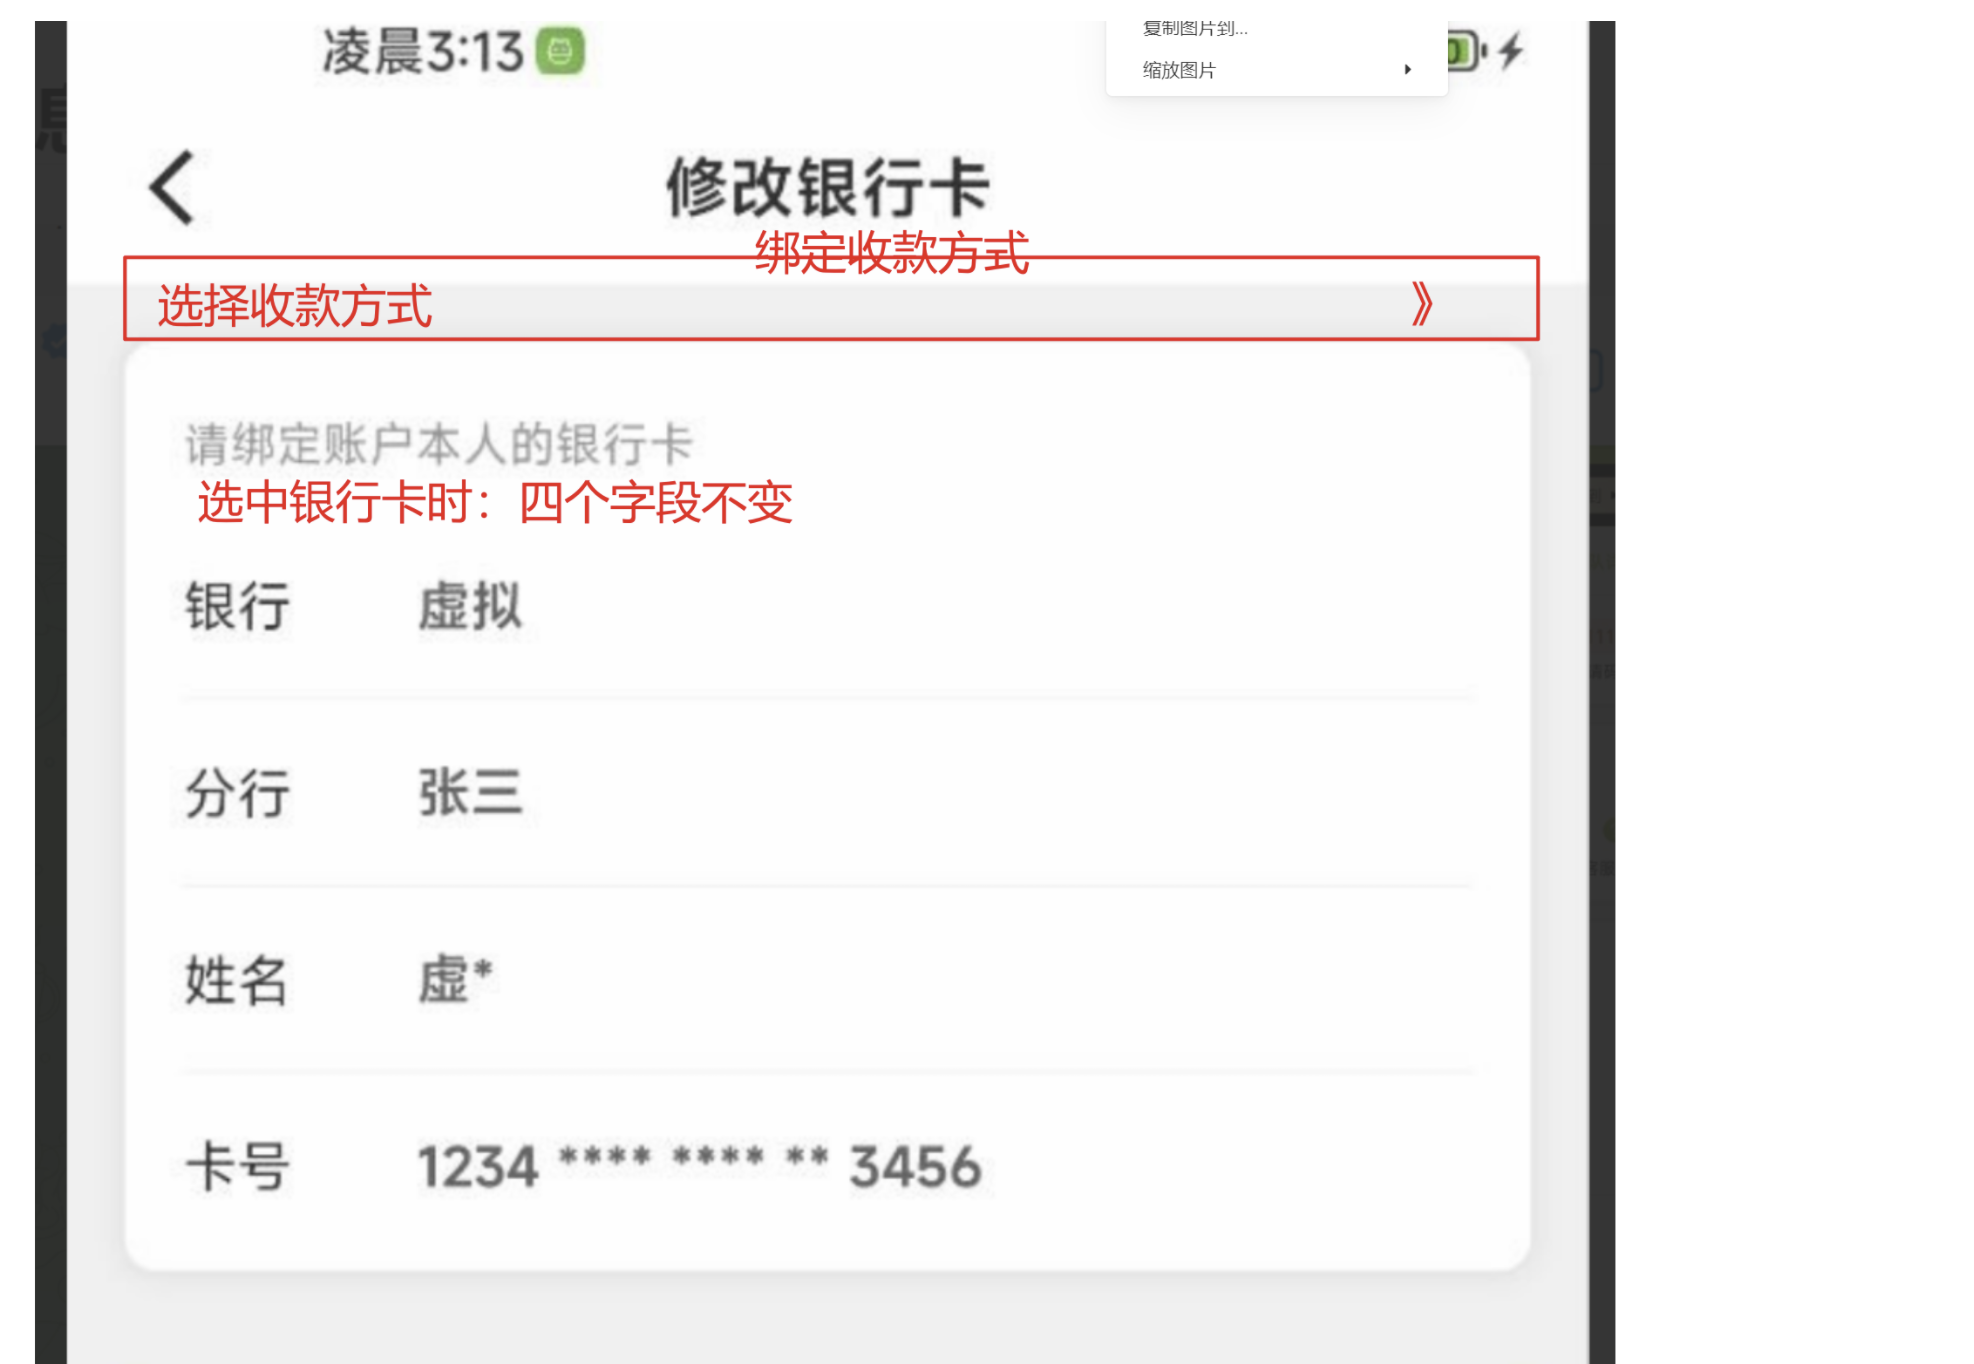 复制图片到...
凌晨3:13
缩放图片
修改银行卡
绑定收款方式
选择收款方式 》
请绑定账户本人的银行卡
选中银行卡时：四个字段不变
银行 虚拟
分行 张三
姓名 虚*
卡号 1234 **** **** ** 3456